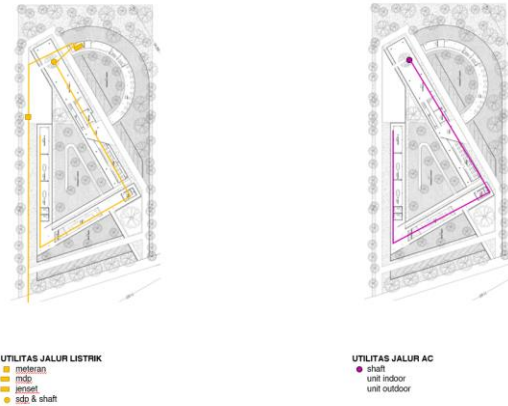 UTILITAS JALUR LISTRIK
meteran
mdp
jenset
sdp & shaft
UTILITAS JALUR AC
shaft
unit indoor
unit outdoor